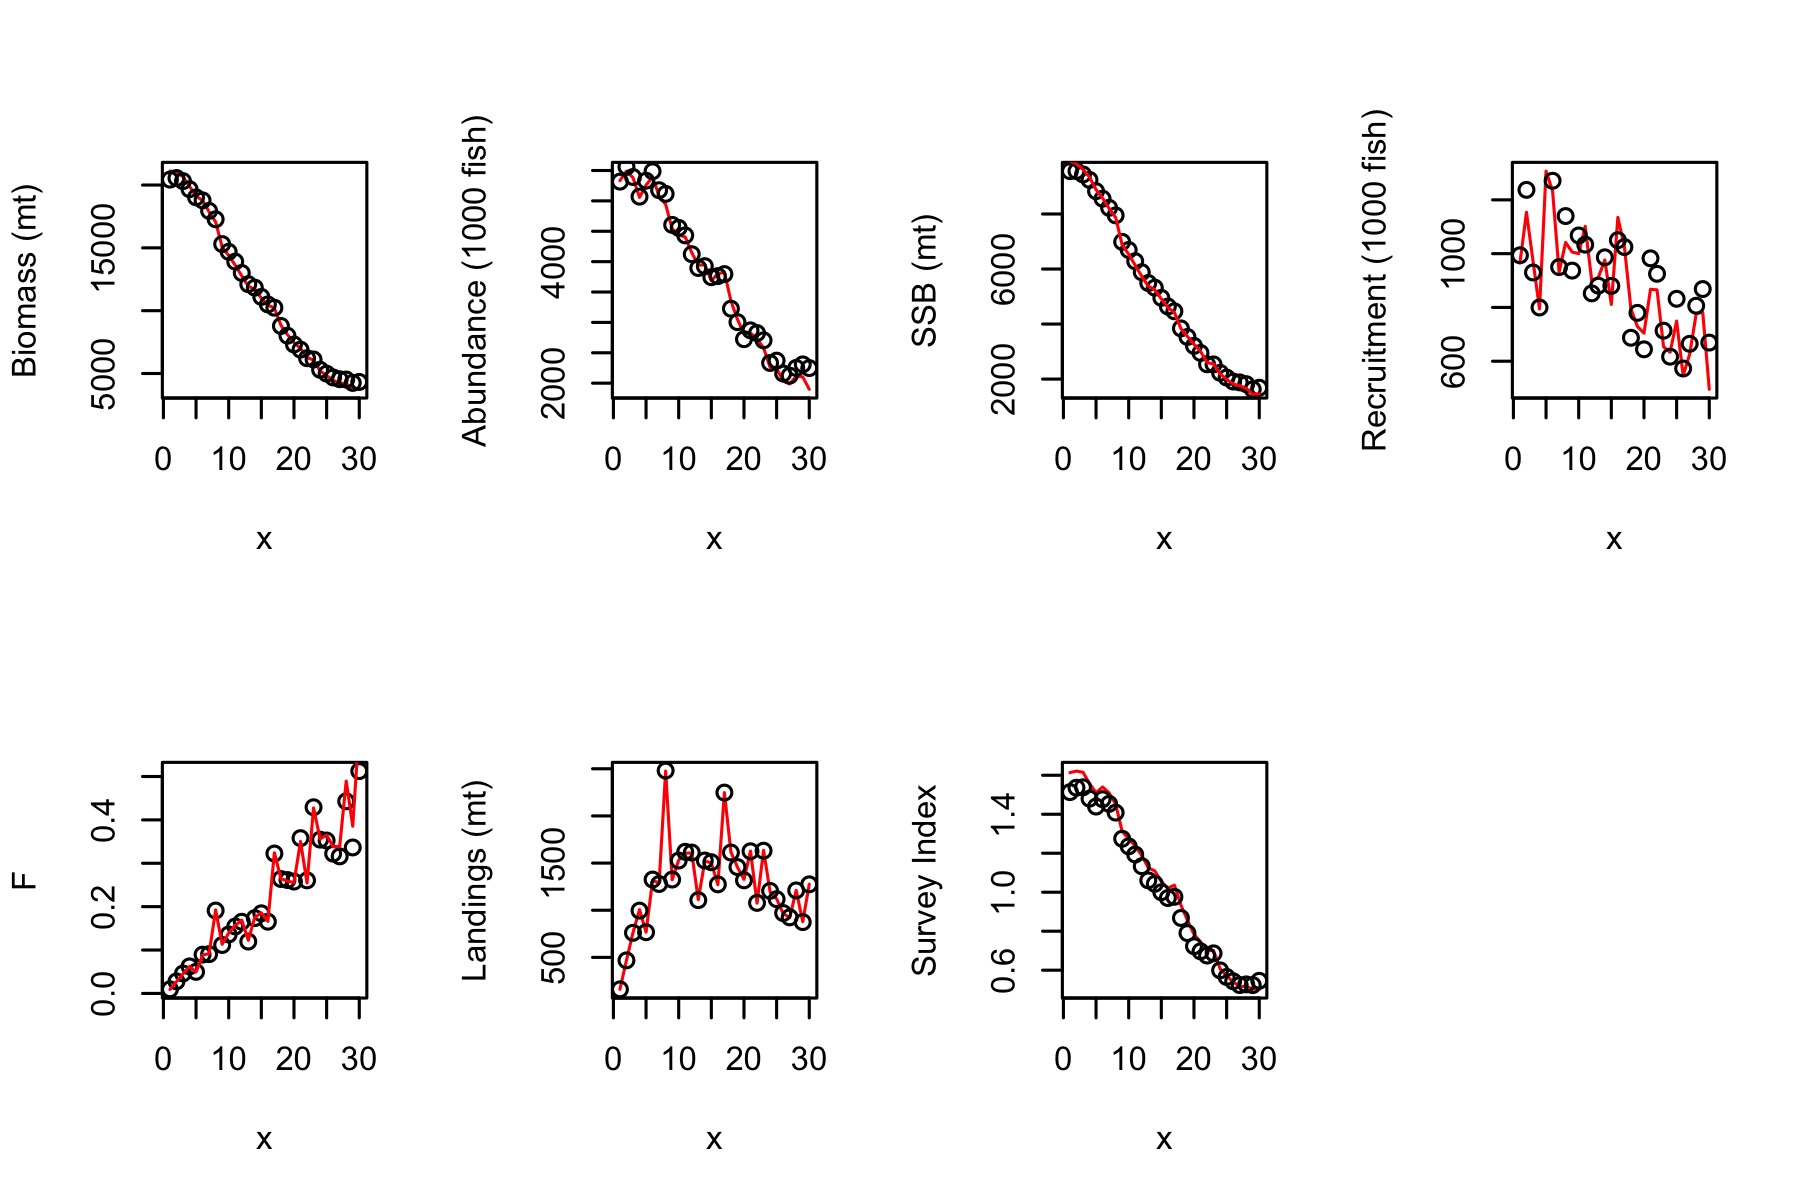 Biomass (mt)
5000 15000
0 10 20 30
x
Abundance (1000 fish)
2000 4000
0 10 20 30
x
SSB (mt)
2000 6000
0 10 20 30
x
Recruitment (1000 fish)
600 1000
0 10 20 30
x
F
0.0 0.2 0.4
0 10 20 30
x
Landings (mt)
500 1500
0 10 20 30
x
Survey Index
0.6 1.0 1.4
0 10 20 30
x